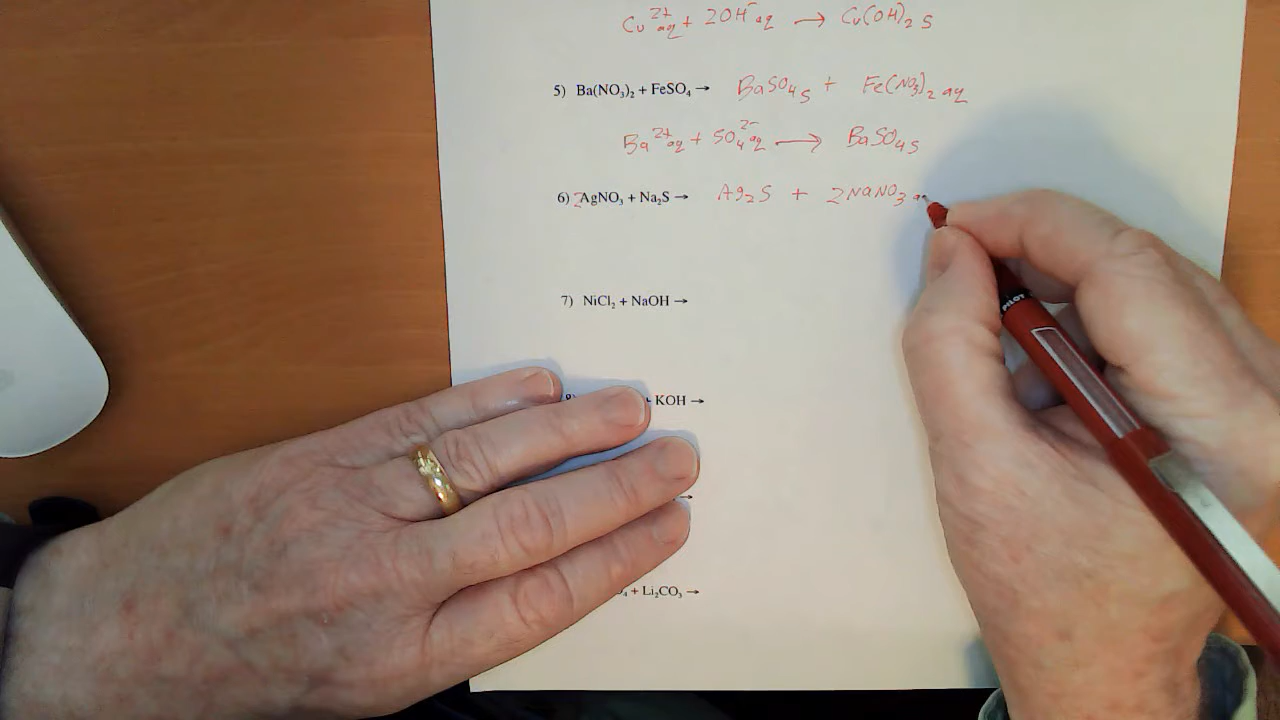 Cu²⁺aq + 2OH⁻aq → Cu(OH)₂ s
5) Ba(NO₃)₂ + FeSO₄ → BaSO₄ s + Fe(NO₃)₂ aq
Ba²⁺aq + SO₄²⁻aq → BaSO₄ s
6) 2AgNO₃ + Na₂S → Ag₂S + 2NaNO₃
7) NiCl₂ + NaOH →
KOH →
→
+ Li₂CO₃ →
PILOT